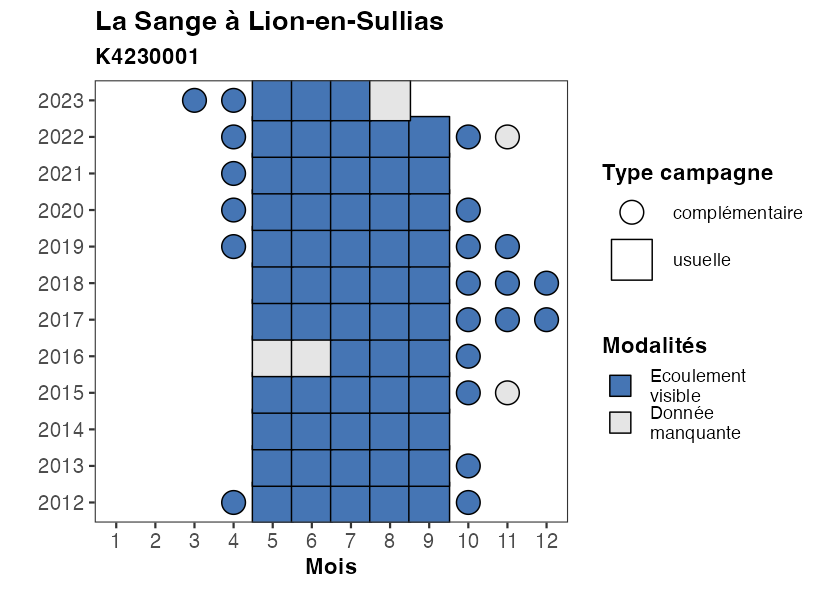 La Sange à Lion-en-Sullias
K4230001
2023
2022
2021
2020
2019
2018
2017
2016
2015
2014
2013
2012
1 2 3 4 5 6 7 8 9 10 11 12
Mois
Type campagne
complémentaire
usuelle
Modalités
Ecoulement
visible
Donnée
manquante